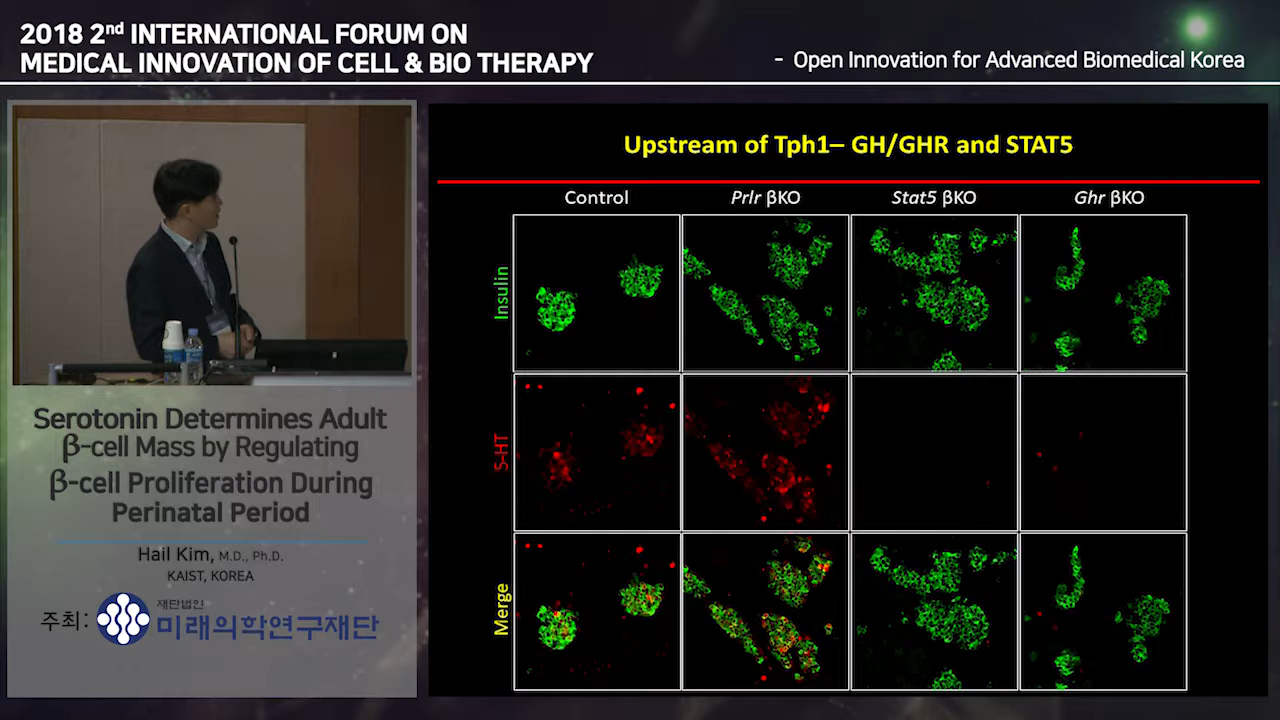 2018 2nd INTERNATIONAL FORUM ON
MEDICAL INNOVATION OF CELL & BIO THERAPY
- Open Innovation for Advanced Biomedical Korea
Serotonin Determines Adult
β-cell Mass by Regulating
β-cell Proliferation During
Perinatal Period
Hail Kim, M.D., Ph.D.
KAIST, KOREA
주최:
재단법인
미래의학연구재단
Upstream of Tph1– GH/GHR and STAT5
Control Prlr βKO Stat5 βKO Ghr βKO
Insulin
5-HT
Merge